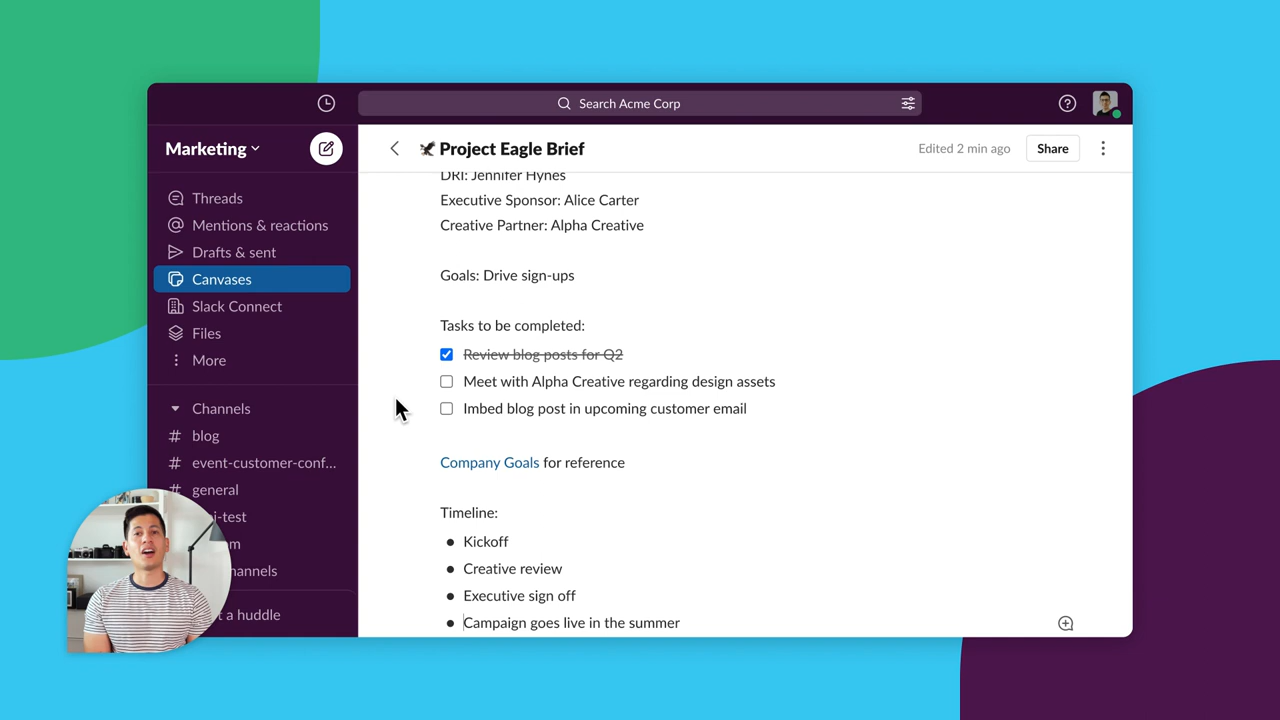 Search Acme Corp
Marketing
Project Eagle Brief
Edited 2 min ago
Share
Threads
Mentions & reactions
Drafts & sent
Canvases
Slack Connect
Files
More
Channels
# blog
# event-customer-conf...
# general
-test
channels
a huddle
DRI: Jennifer Hynes
Executive Sponsor: Alice Carter
Creative Partner: Alpha Creative
Goals: Drive sign-ups
Tasks to be completed:
Review blog posts for Q2
Meet with Alpha Creative regarding design assets
Imbed blog post in upcoming customer email
Company Goals for reference
Timeline:
● Kickoff
● Creative review
● Executive sign off
● Campaign goes live in the summer